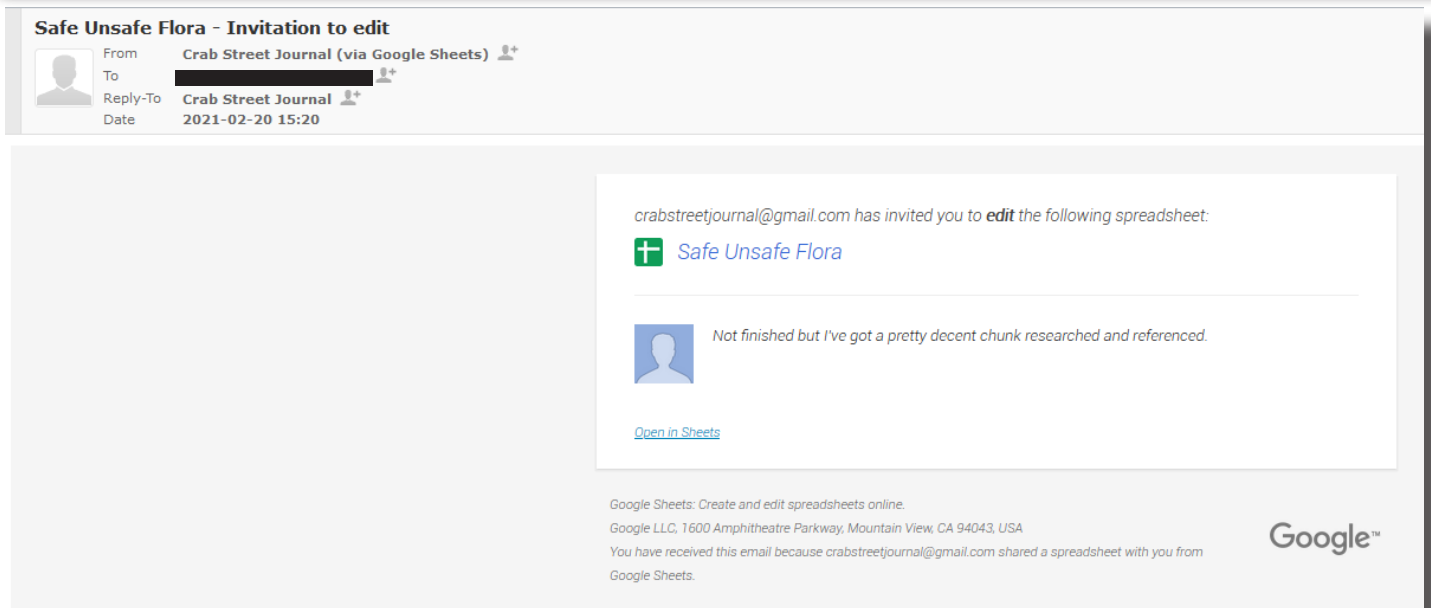 Safe Unsafe Flora - Invitation to edit
From Crab Street Journal (via Google Sheets)
To
Reply-To Crab Street Journal
Date 2021-02-20 15:20
crabstreetjournal@gmail.com has invited you to edit the following spreadsheet:
Safe Unsafe Flora
Not finished but I've got a pretty decent chunk researched and referenced.
Open in Sheets
Google Sheets: Create and edit spreadsheets online.
Google LLC, 1600 Amphitheatre Parkway, Mountain View, CA 94043, USA
You have received this email because crabstreetjournal@gmail.com shared a spreadsheet with you from
Google Sheets.
Google™